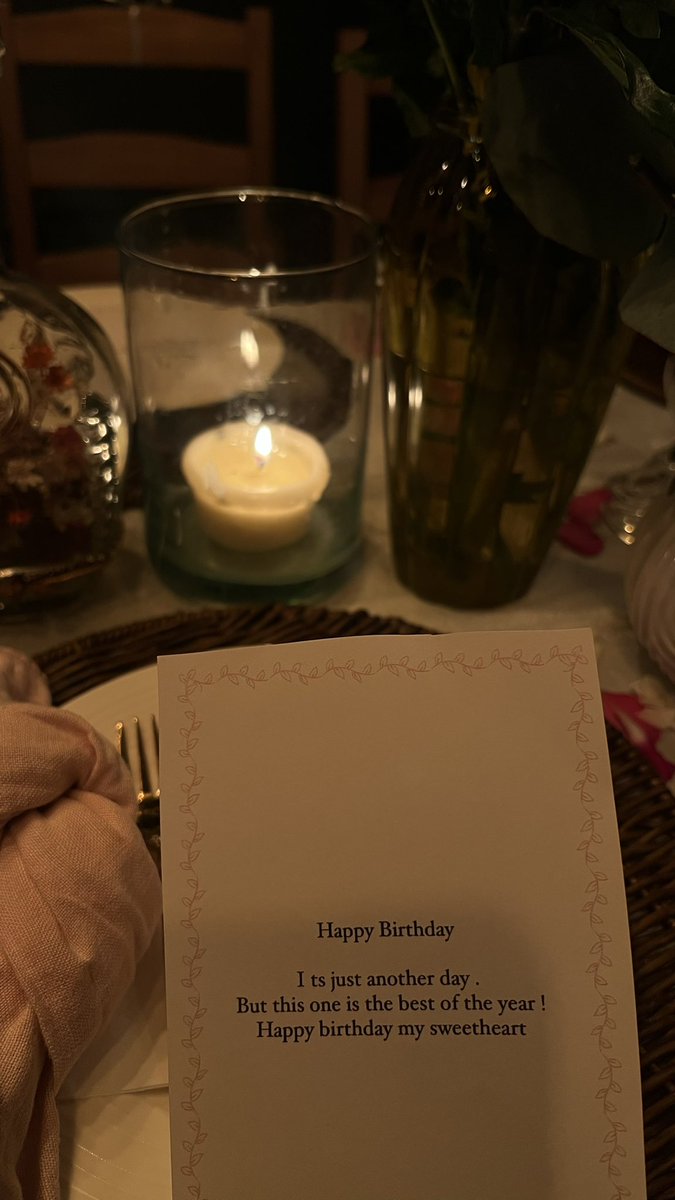 Happy Birthday
I ts just another day .
But this one is the best of the year !
Happy birthday my sweetheart